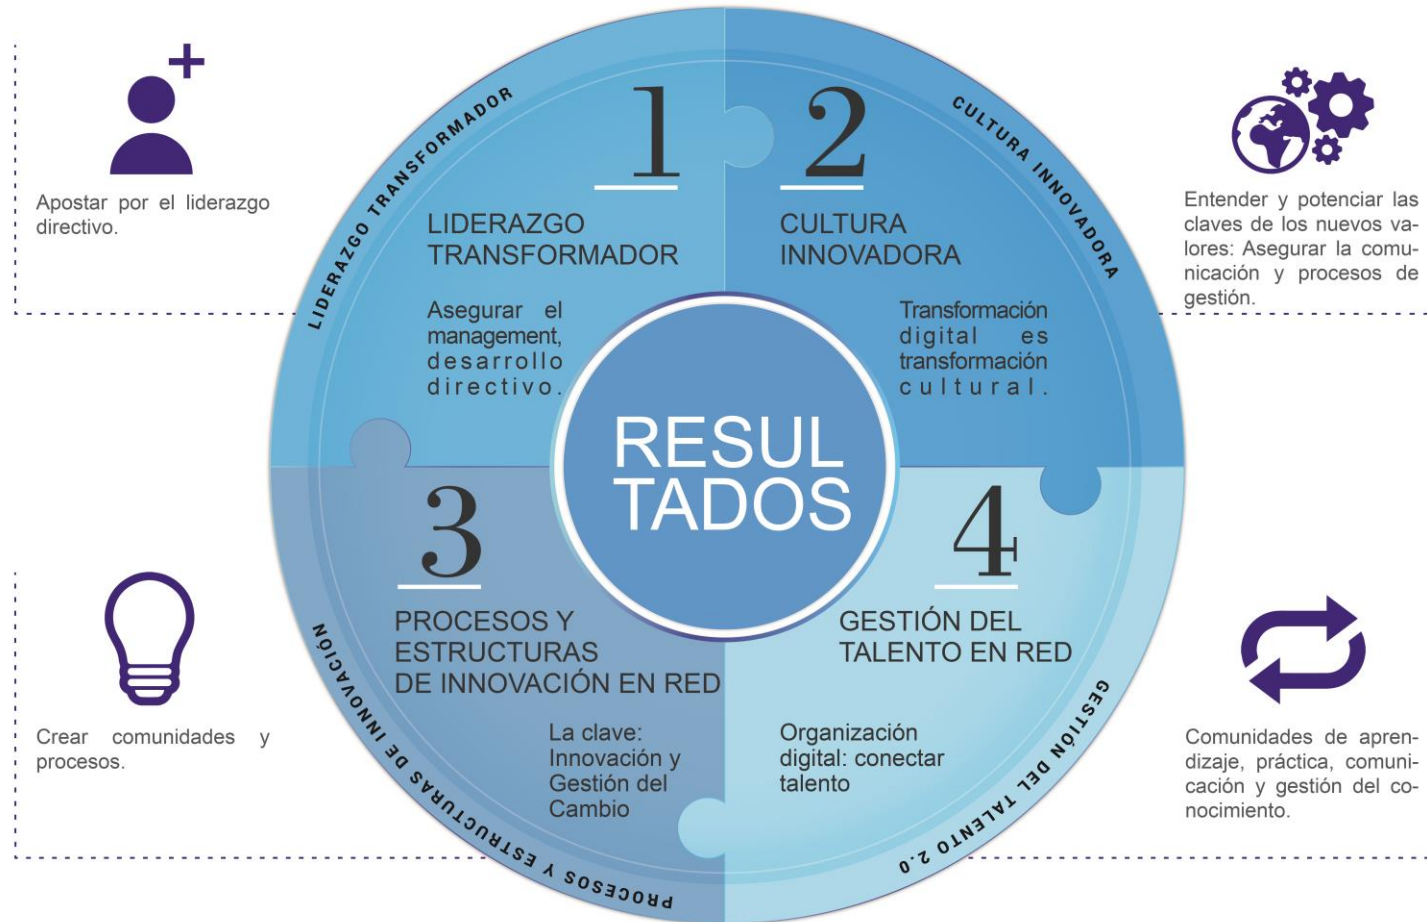 Apostar por el liderazgo
directivo.
LIDERAZGO TRANSFORMADOR
1
LIDERAZGO
TRANSFORMADOR
Asegurar el
management,
desarrollo
directivo.
2
CULTURA
INNOVADORA
Transformación
digital es
transformación
cultural.
CULTURA INNOVADORA
Entender y potenciar las
claves de los nuevos va-
lores: Asegurar la comu-
nicación y procesos de
gestión.
RESUL
TADOS
Crear comunidades y
procesos.
PROCESOS Y ESTRUCTURAS DE INNOVACIÓN
3
PROCESOS Y
ESTRUCTURAS
DE INNOVACIÓN EN RED
La clave:
Innovación y
Gestión del
Cambio
4
GESTIÓN DEL
TALENTO EN RED
Organización
digital: conectar
talento
GESTIÓN DEL TALENTO 2.0
Comunidades de apren-
dizaje, práctica, comuni-
cación y gestión del co-
nocimiento.